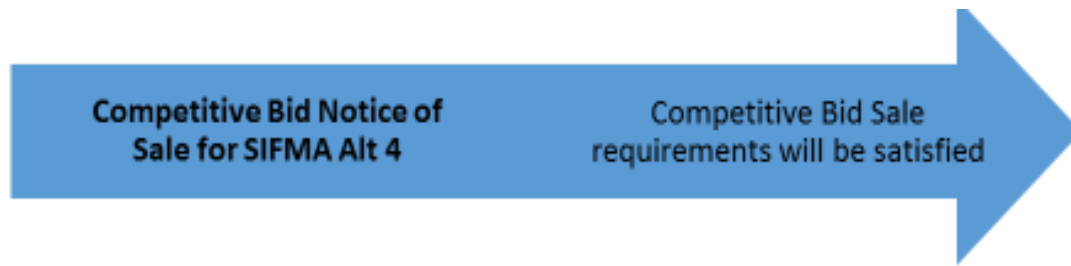 Competitive Bid Notice of
Sale for SIFMA Alt 4
Competitive Bid Sale
requirements will be satisfied